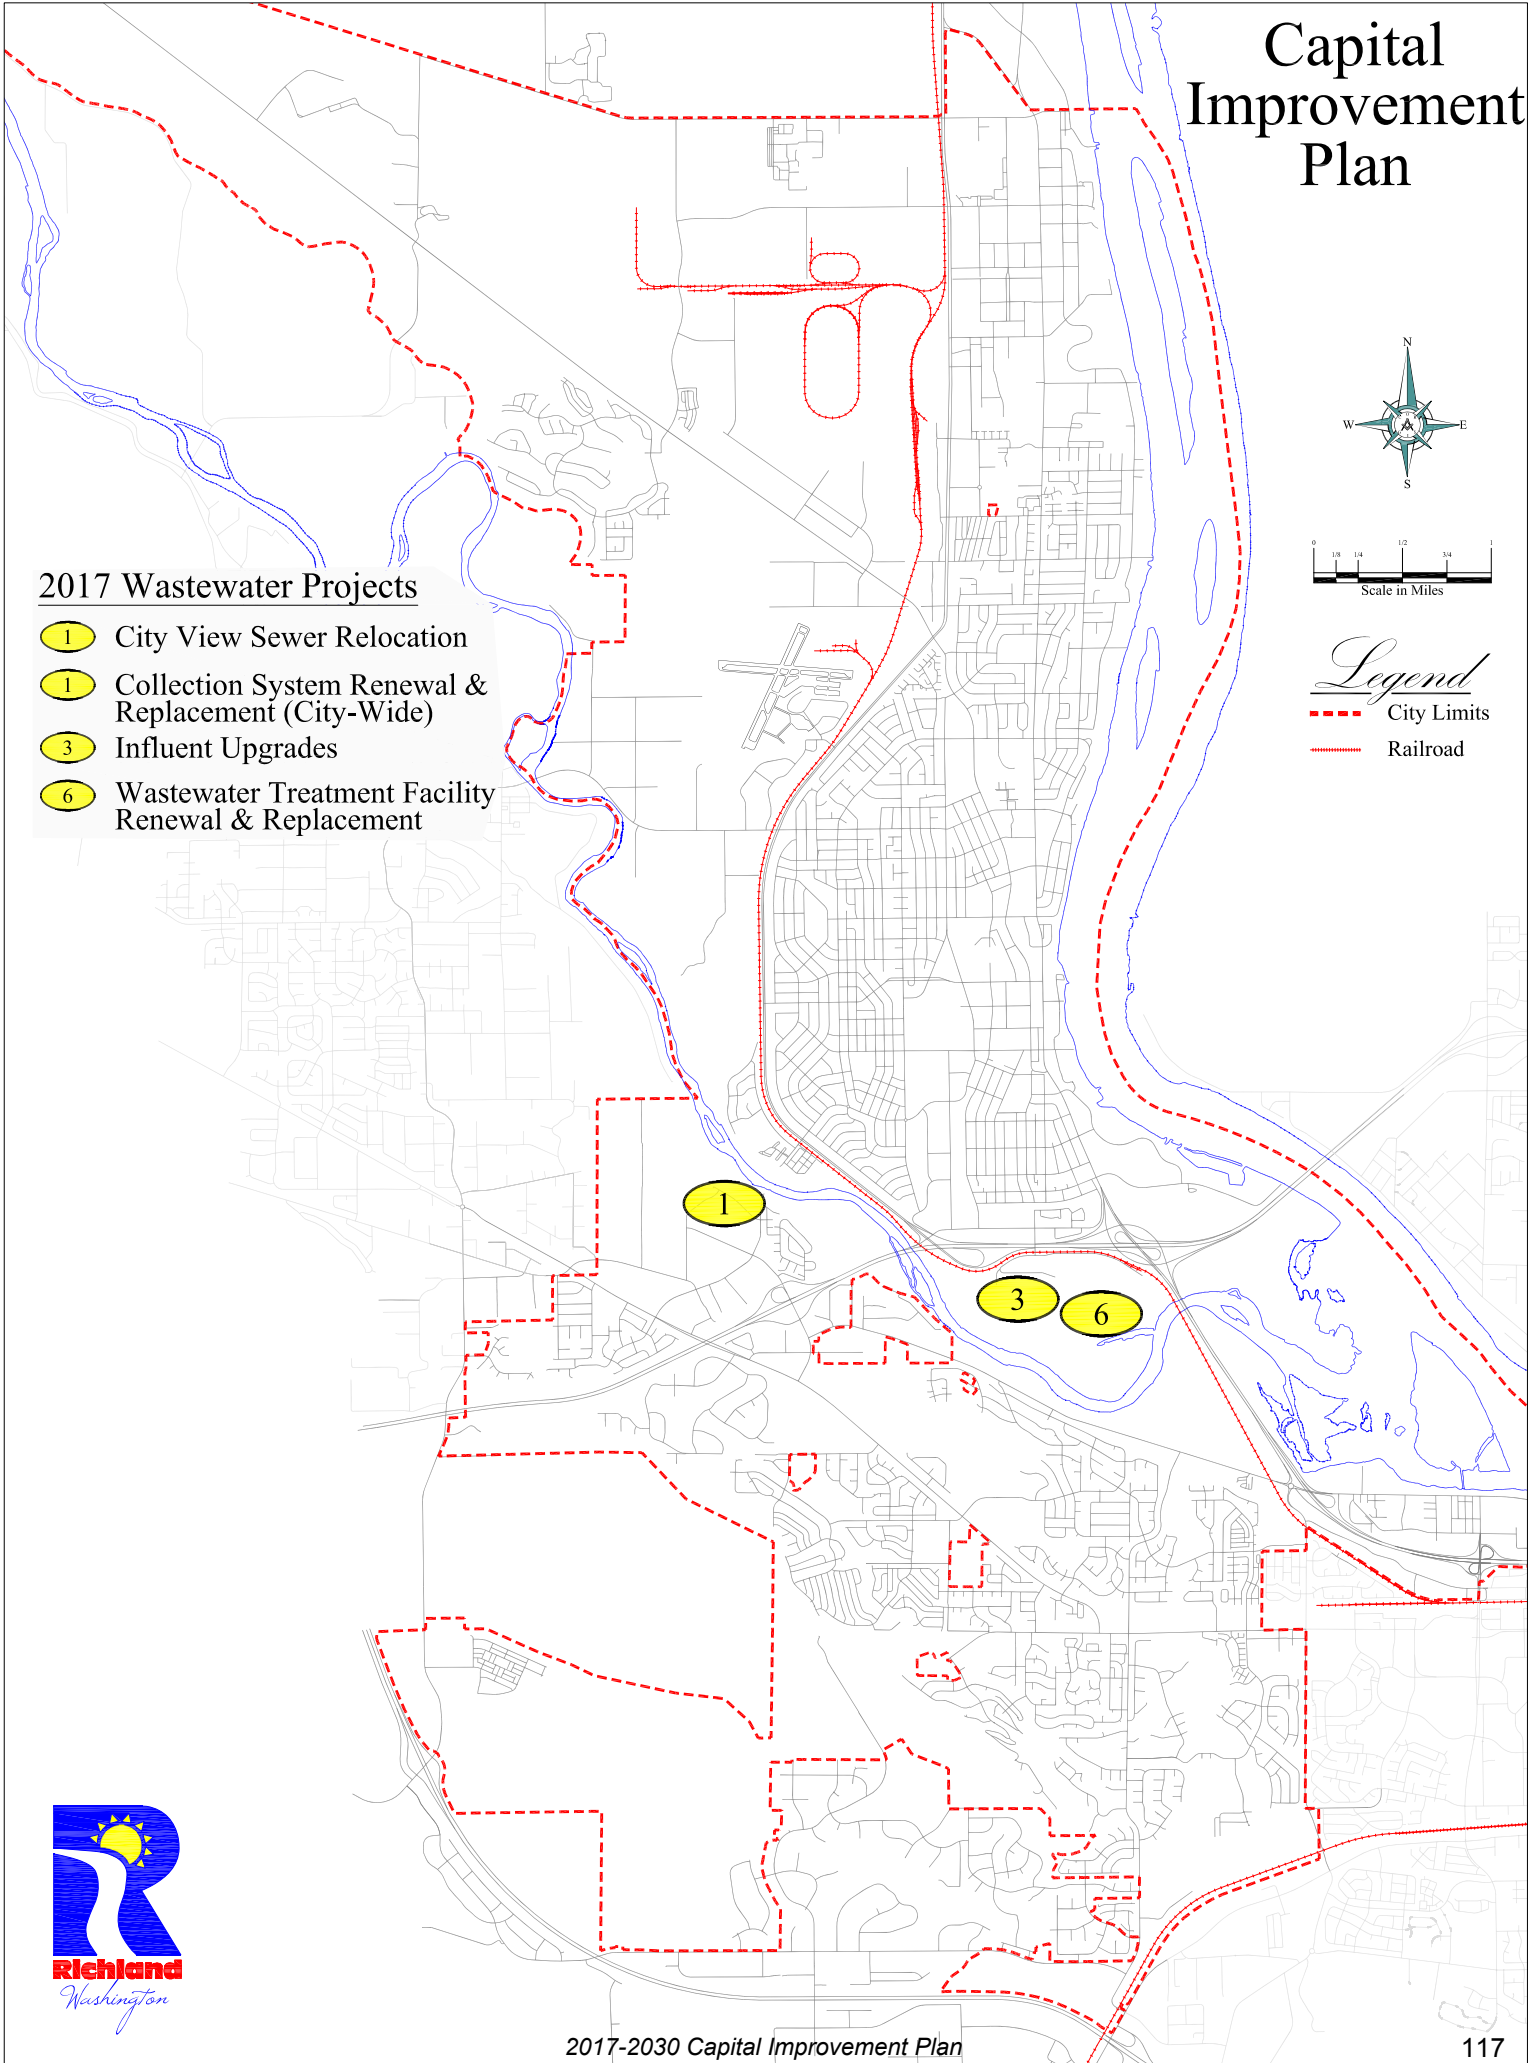 Capital
Improvement
Plan
N
W
E
S
0
1/8
1/4
1/2
3/4
1
Scale in Miles
Legend
City Limits
Railroad
2017 Wastewater Projects
1 City View Sewer Relocation
1 Collection System Renewal &
Replacement (City-Wide)
3 Influent Upgrades
6 Wastewater Treatment Facility
Renewal & Replacement
1
3
6
Richland
Washington
2017-2030 Capital Improvement Plan
117